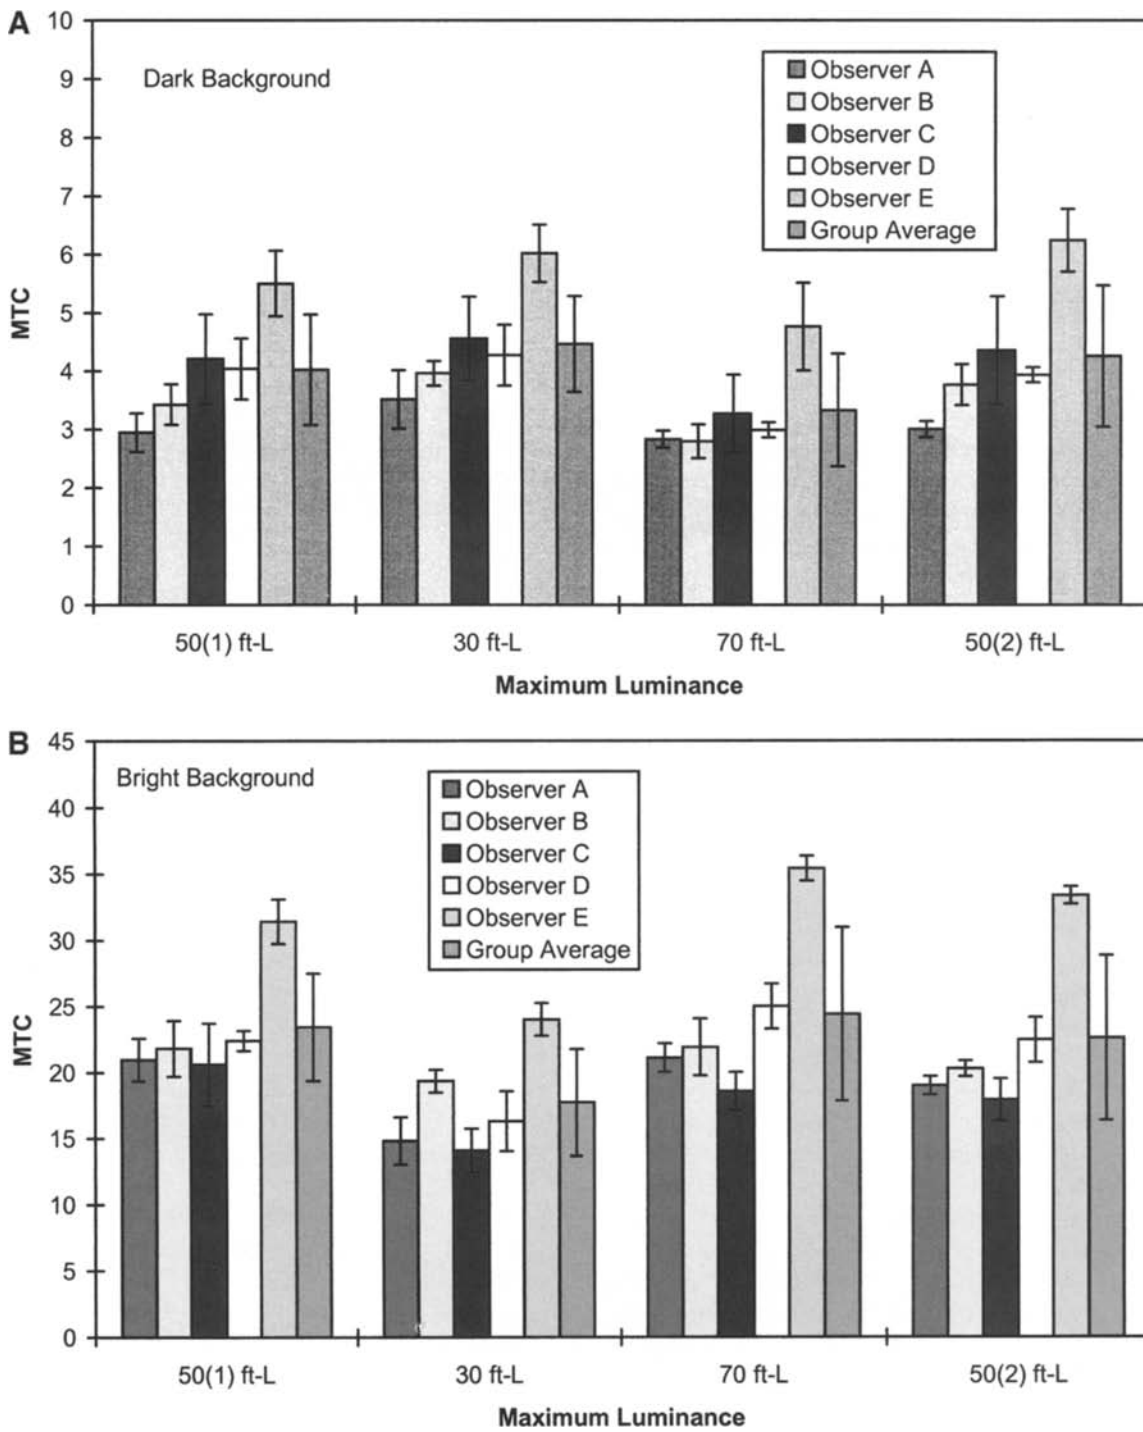 A
10
9
8
7
6
5
4
3
2
1
0
MTC
Dark Background
Observer A
Observer B
Observer C
Observer D
Observer E
Group Average
50(1) ft-L 30 ft-L 70 ft-L 50(2) ft-L
Maximum Luminance
B
45
40
35
30
25
20
15
10
5
0
MTC
Bright Background
Observer A
Observer B
Observer C
Observer D
Observer E
Group Average
50(1) ft-L 30 ft-L 70 ft-L 50(2) ft-L
Maximum Luminance